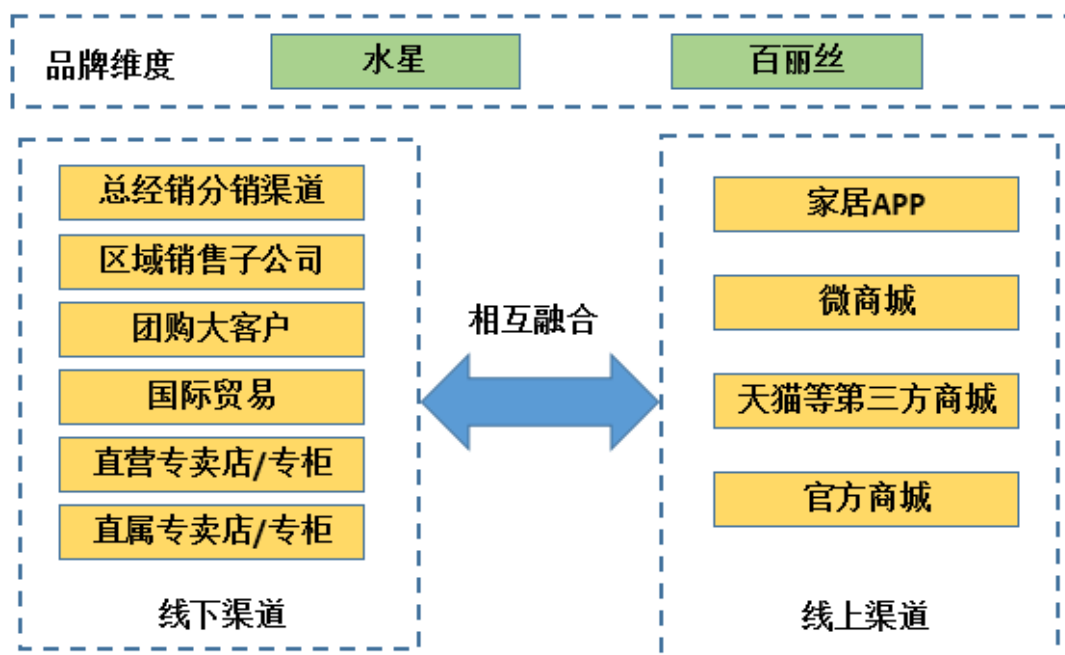 品牌维度
水星
百丽丝
总经销分销渠道
区域销售子公司
团购大客户
国际贸易
直营专卖店/专柜
直属专卖店/专柜
线下渠道
相互融合
家居APP
微商城
天猫等第三方商城
官方商城
线上渠道